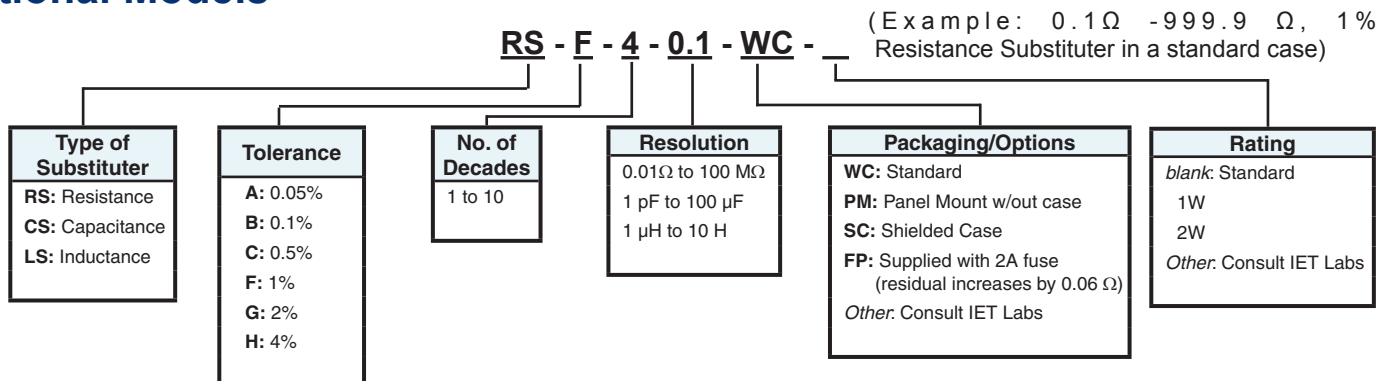 tional Models
(Example: 0.1Ω -999.9 Ω, 1%
RS - F - 4 - 0.1 - WC - __ Resistance Substituter in a standard case)
Type of
Substituter
RS: Resistance
CS: Capacitance
LS: Inductance
Tolerance
A: 0.05%
B: 0.1%
C: 0.5%
F: 1%
G: 2%
H: 4%
No. of
Decades
1 to 10
Resolution
0.01Ω to 100 MΩ
1 pF to 100 µF
1 µH to 10 H
Packaging/Options
WC: Standard
PM: Panel Mount w/out case
SC: Shielded Case
FP: Supplied with 2A fuse
(residual increases by 0.06 Ω)
Other: Consult IET Labs
Rating
blank: Standard
1W
2W
Other: Consult IET Labs